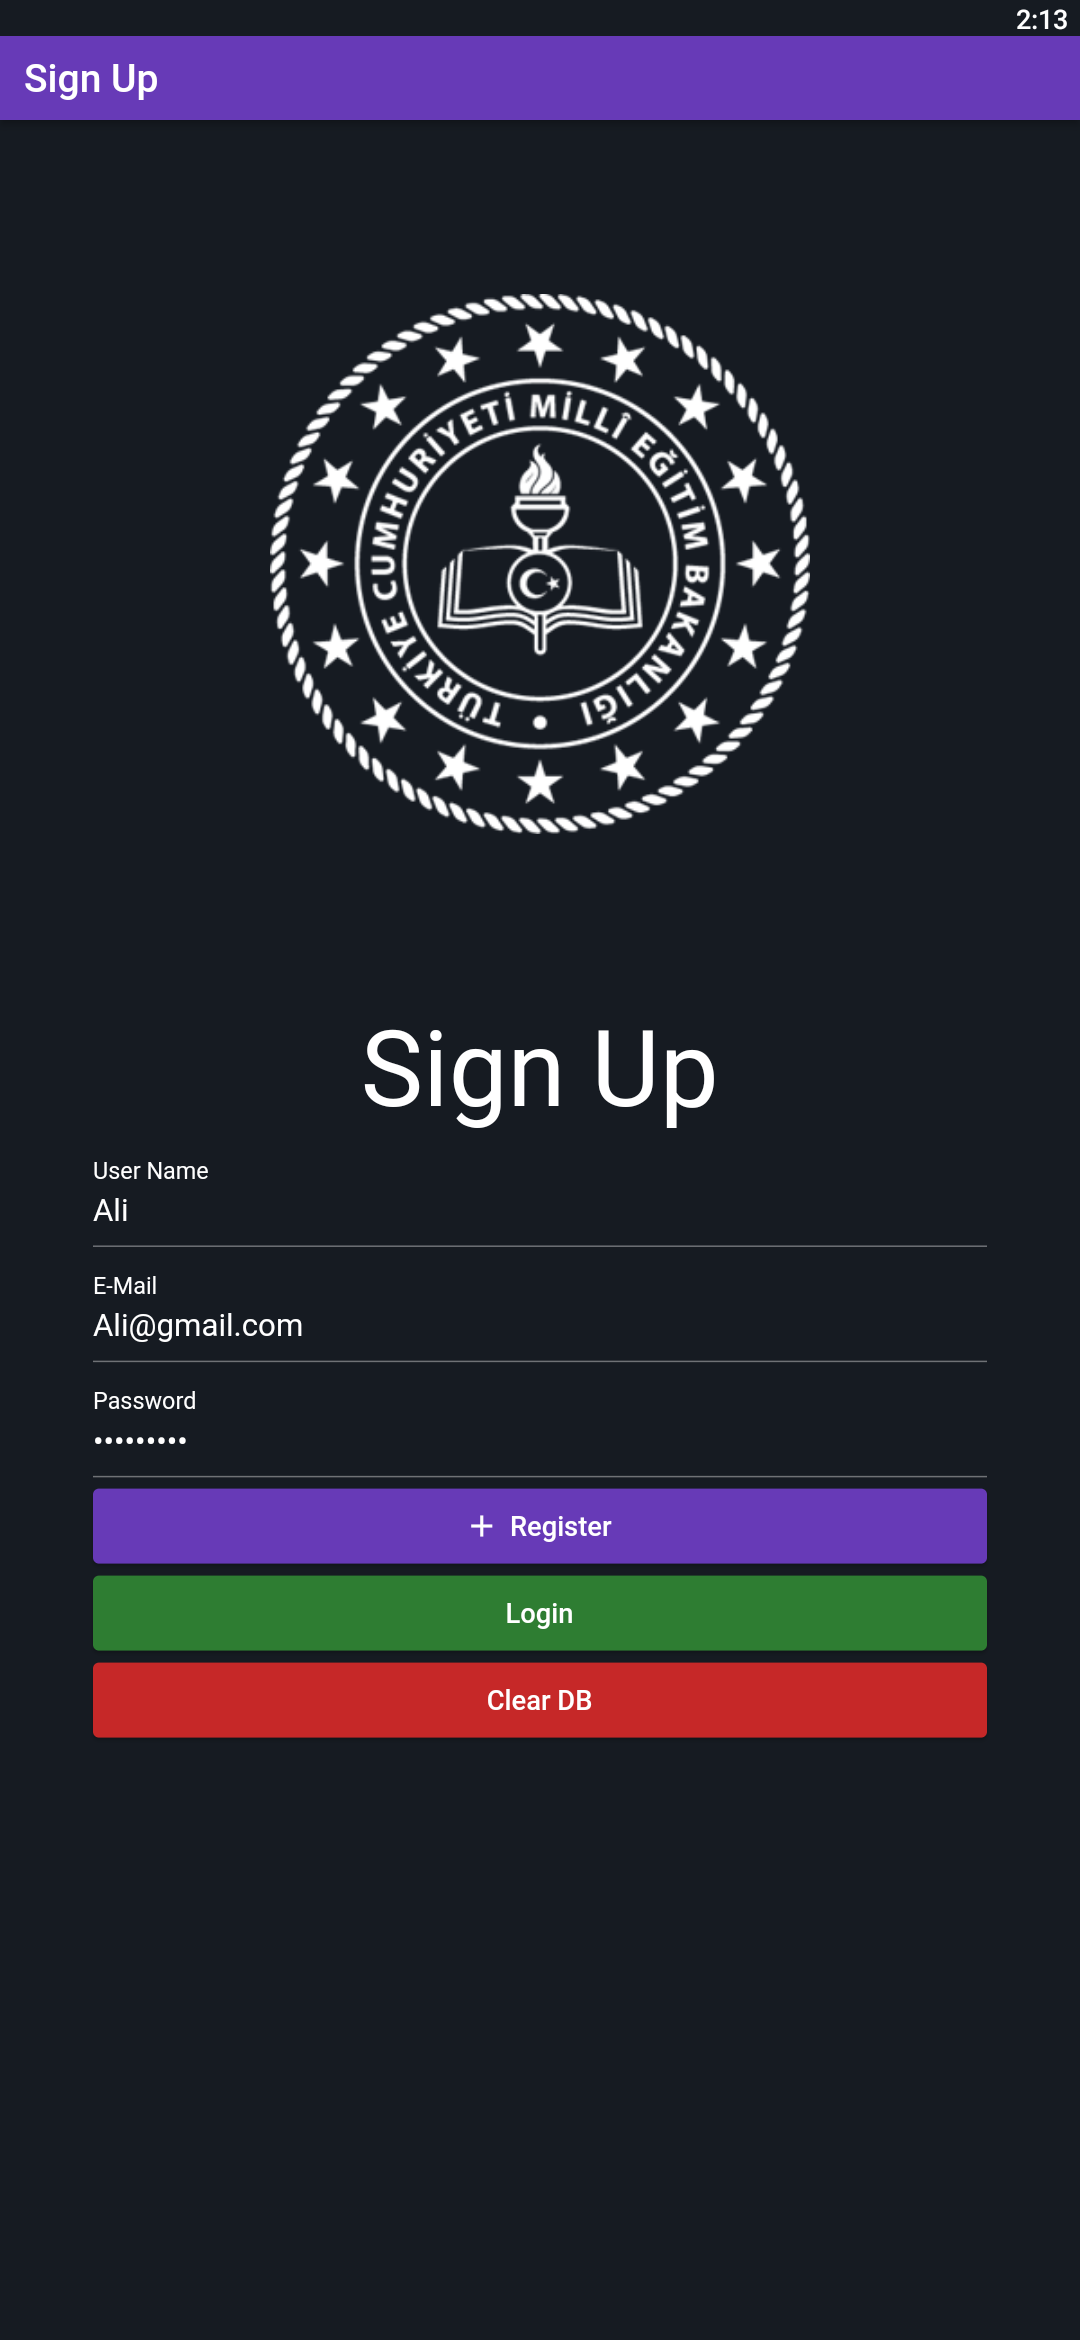 2:13
Sign Up
TÜRKİYE CUMHURİYETİ MİLLÎ EĞİTİM BAKANLIĞI
Sign Up
User Name
Ali
E-Mail
Ali@gmail.com
Password
•••••••••
Register
Login
Clear DB